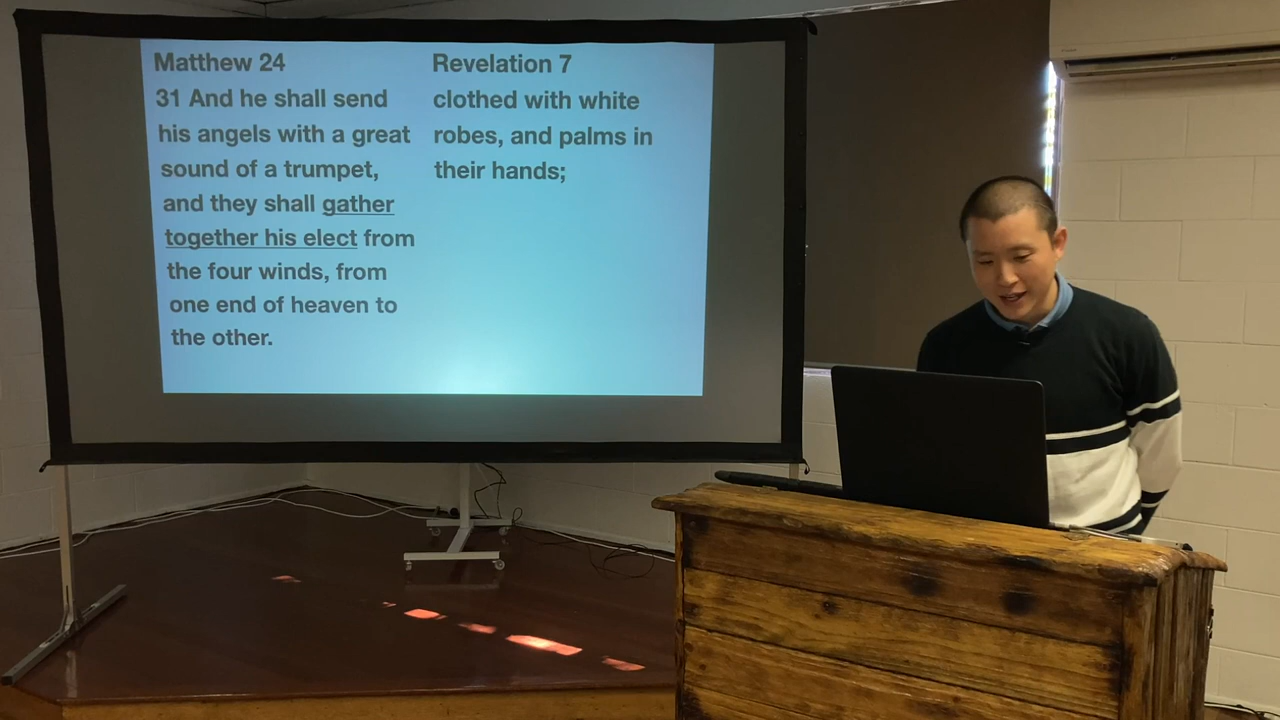 Matthew 24
31 And he shall send
his angels with a great
sound of a trumpet,
and they shall gather
together his elect from
the four winds, from
one end of heaven to
the other.
Revelation 7
clothed with white
robes, and palms in
their hands;